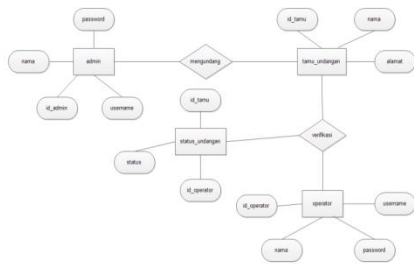 password
id_tamu
nama
nama
admin
mengundang
tamu_undangan
alamat
id_admin
username
id_tamu
status
status_undangan
verifikasi
id_operator
id_operator
operator
username
nama
password